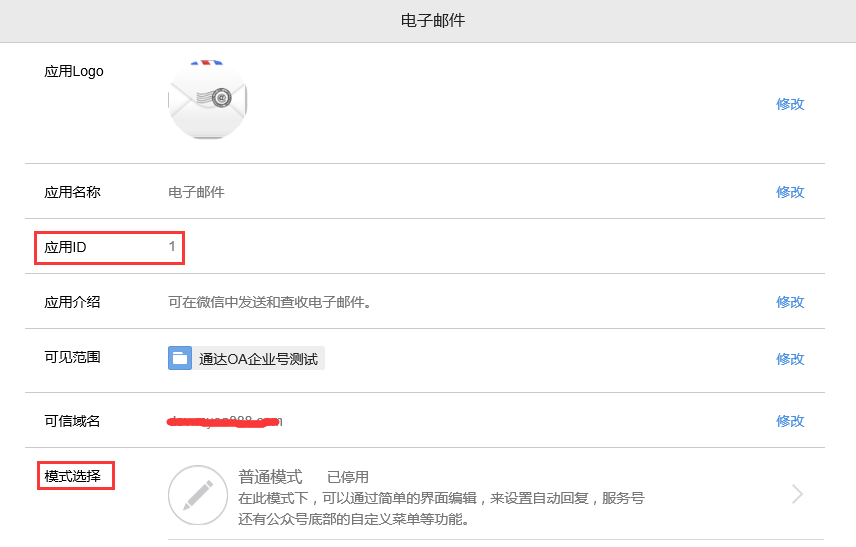 电子邮件
应用Logo
修改
应用名称 电子邮件 修改
应用ID 1
应用介绍 可在微信中发送和查收电子邮件。 修改
可见范围 通达OA企业号测试 修改
可信域名 修改
模式选择 普通模式 已停用
在此模式下，可以通过简单的界面编辑，来设置自动回复，服务号
还有公众号底部的自定义菜单等功能。